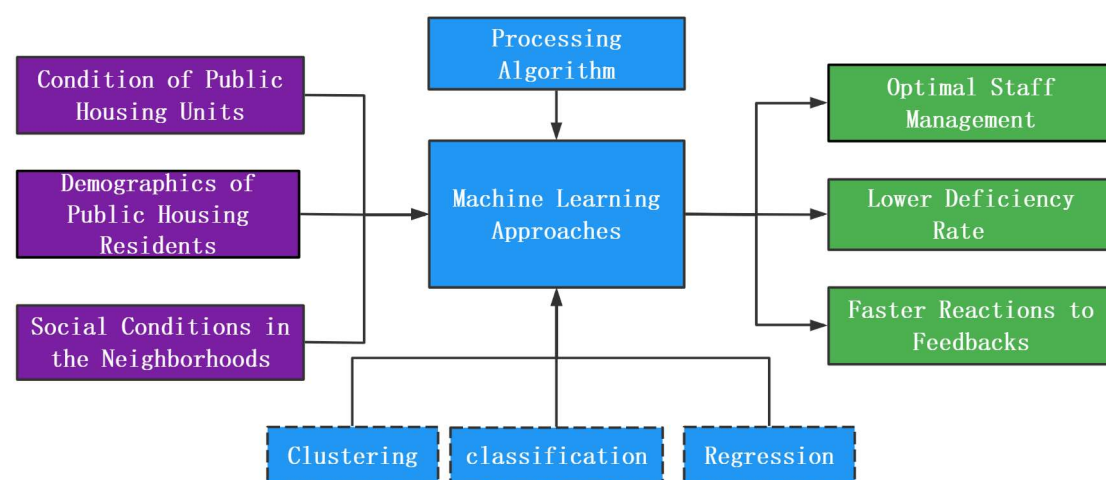 Processing
Algorithm
Condition of Public
Housing Units
Optimal Staff
Management
Demographics of
Public Housing
Residents
Machine Learning
Approaches
Lower Deficiency
Rate
Social Conditions in
the Neighborhoods
Faster Reactions to
Feedbacks
Clustering
classification
Regression